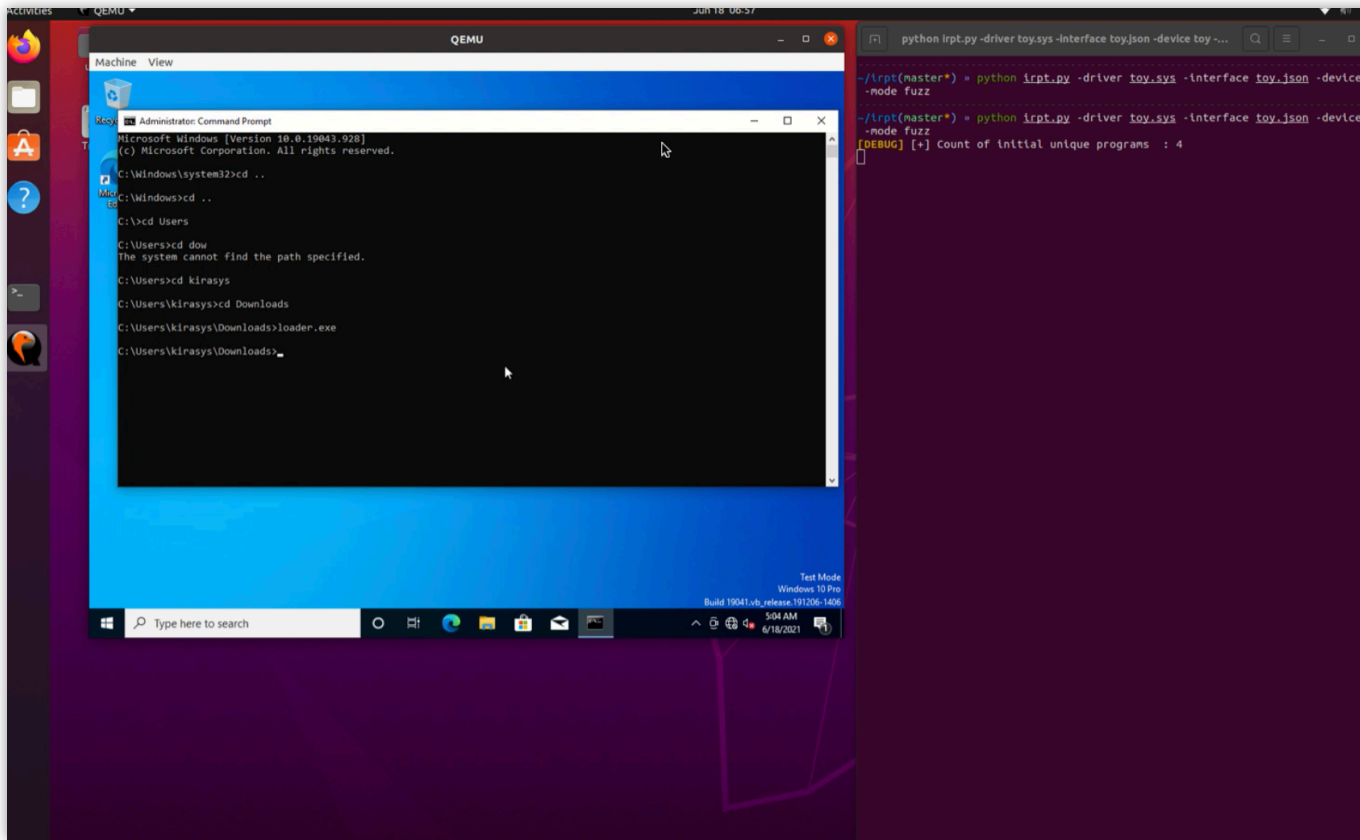 Activities
QEMU
Jun 18 06:57
QEMU
Machine View
Administrator: Command Prompt
Microsoft Windows [Version 10.0.19043.928]
(c) Microsoft Corporation. All rights reserved.
C:\Windows\system32>cd ..
C:\Windows>cd ..
C:\>cd Users
C:\Users>cd dow
The system cannot find the path specified.
C:\Users>cd kirasys
C:\Users\kirasys>cd Downloads
C:\Users\kirasys\Downloads>loader.exe
C:\Users\kirasys\Downloads>
Test Mode
Windows 10 Pro
Build 19041.vb_release.191206-1406
Type here to search
5:04 AM
6/18/2021
python irpt.py -driver toy.sys -interface toy.json -device toy -...
~/irpt(master*) » python irpt.py -driver toy.sys -interface toy.json -device
-mode fuzz
~/irpt(master*) » python irpt.py -driver toy.sys -interface toy.json -device
-mode fuzz
[DEBUG] [+] Count of initial unique programs : 4